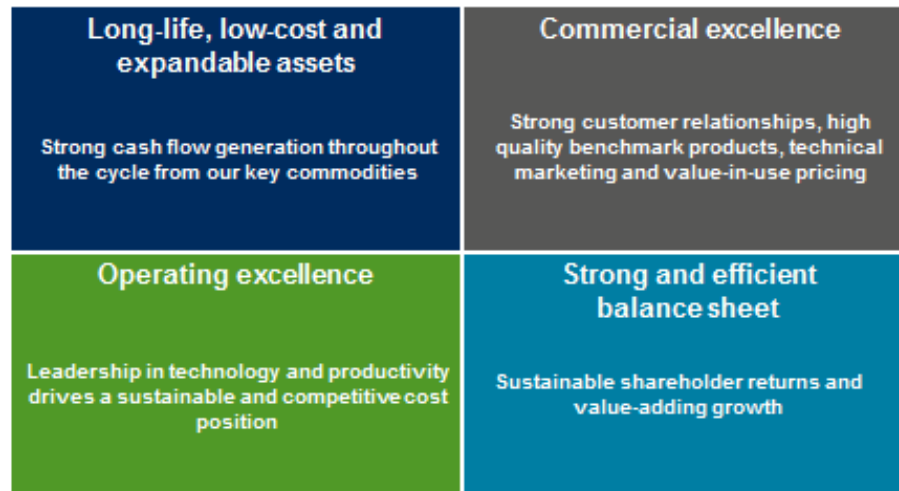 Long-life, low-cost and
expandable assets
Strong cash flow generation throughout
the cycle from our key commodities
Commercial excellence
Strong customer relationships, high
quality benchmark products, technical
marketing and value-in-use pricing
Operating excellence
Leadership in technology and productivity
drives a sustainable and competitive cost
position
Strong and efficient
balance sheet
Sustainable shareholder returns and
value-adding growth